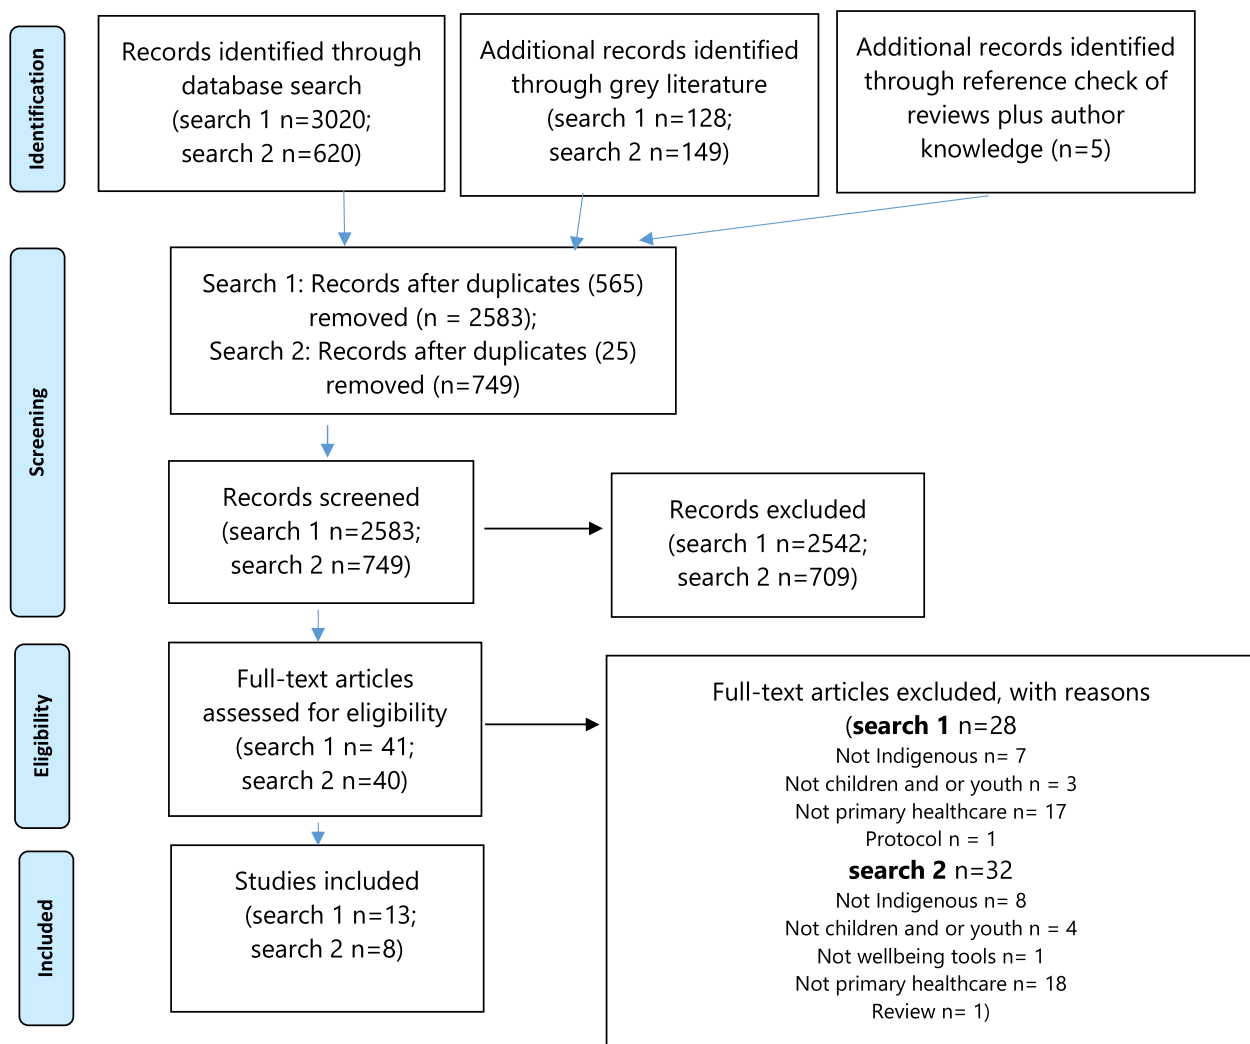 Identification
Records identified through
database search
(search 1 n=3020;
search 2 n=620)
Additional records identified
through grey literature
(search 1 n=128;
search 2 n=149)
Additional records identified
through reference check of
reviews plus author
knowledge (n=5)
Screening
Search 1: Records after duplicates (565)
removed (n = 2583);
Search 2: Records after duplicates (25)
removed (n=749)
Records screened
(search 1 n=2583;
search 2 n=749)
Records excluded
(search 1 n=2542;
search 2 n=709)
Eligibility
Full-text articles
assessed for eligibility
(search 1 n= 41;
search 2 n=40)
Full-text articles excluded, with reasons
(search 1 n=28
Not Indigenous n= 7
Not children and or youth n = 3
Not primary healthcare n= 17
Protocol n = 1
search 2 n=32
Not Indigenous n= 8
Not children and or youth n = 4
Not wellbeing tools n= 1
Not primary healthcare n= 18
Review n= 1)
Included
Studies included
(search 1 n=13;
search 2 n=8)